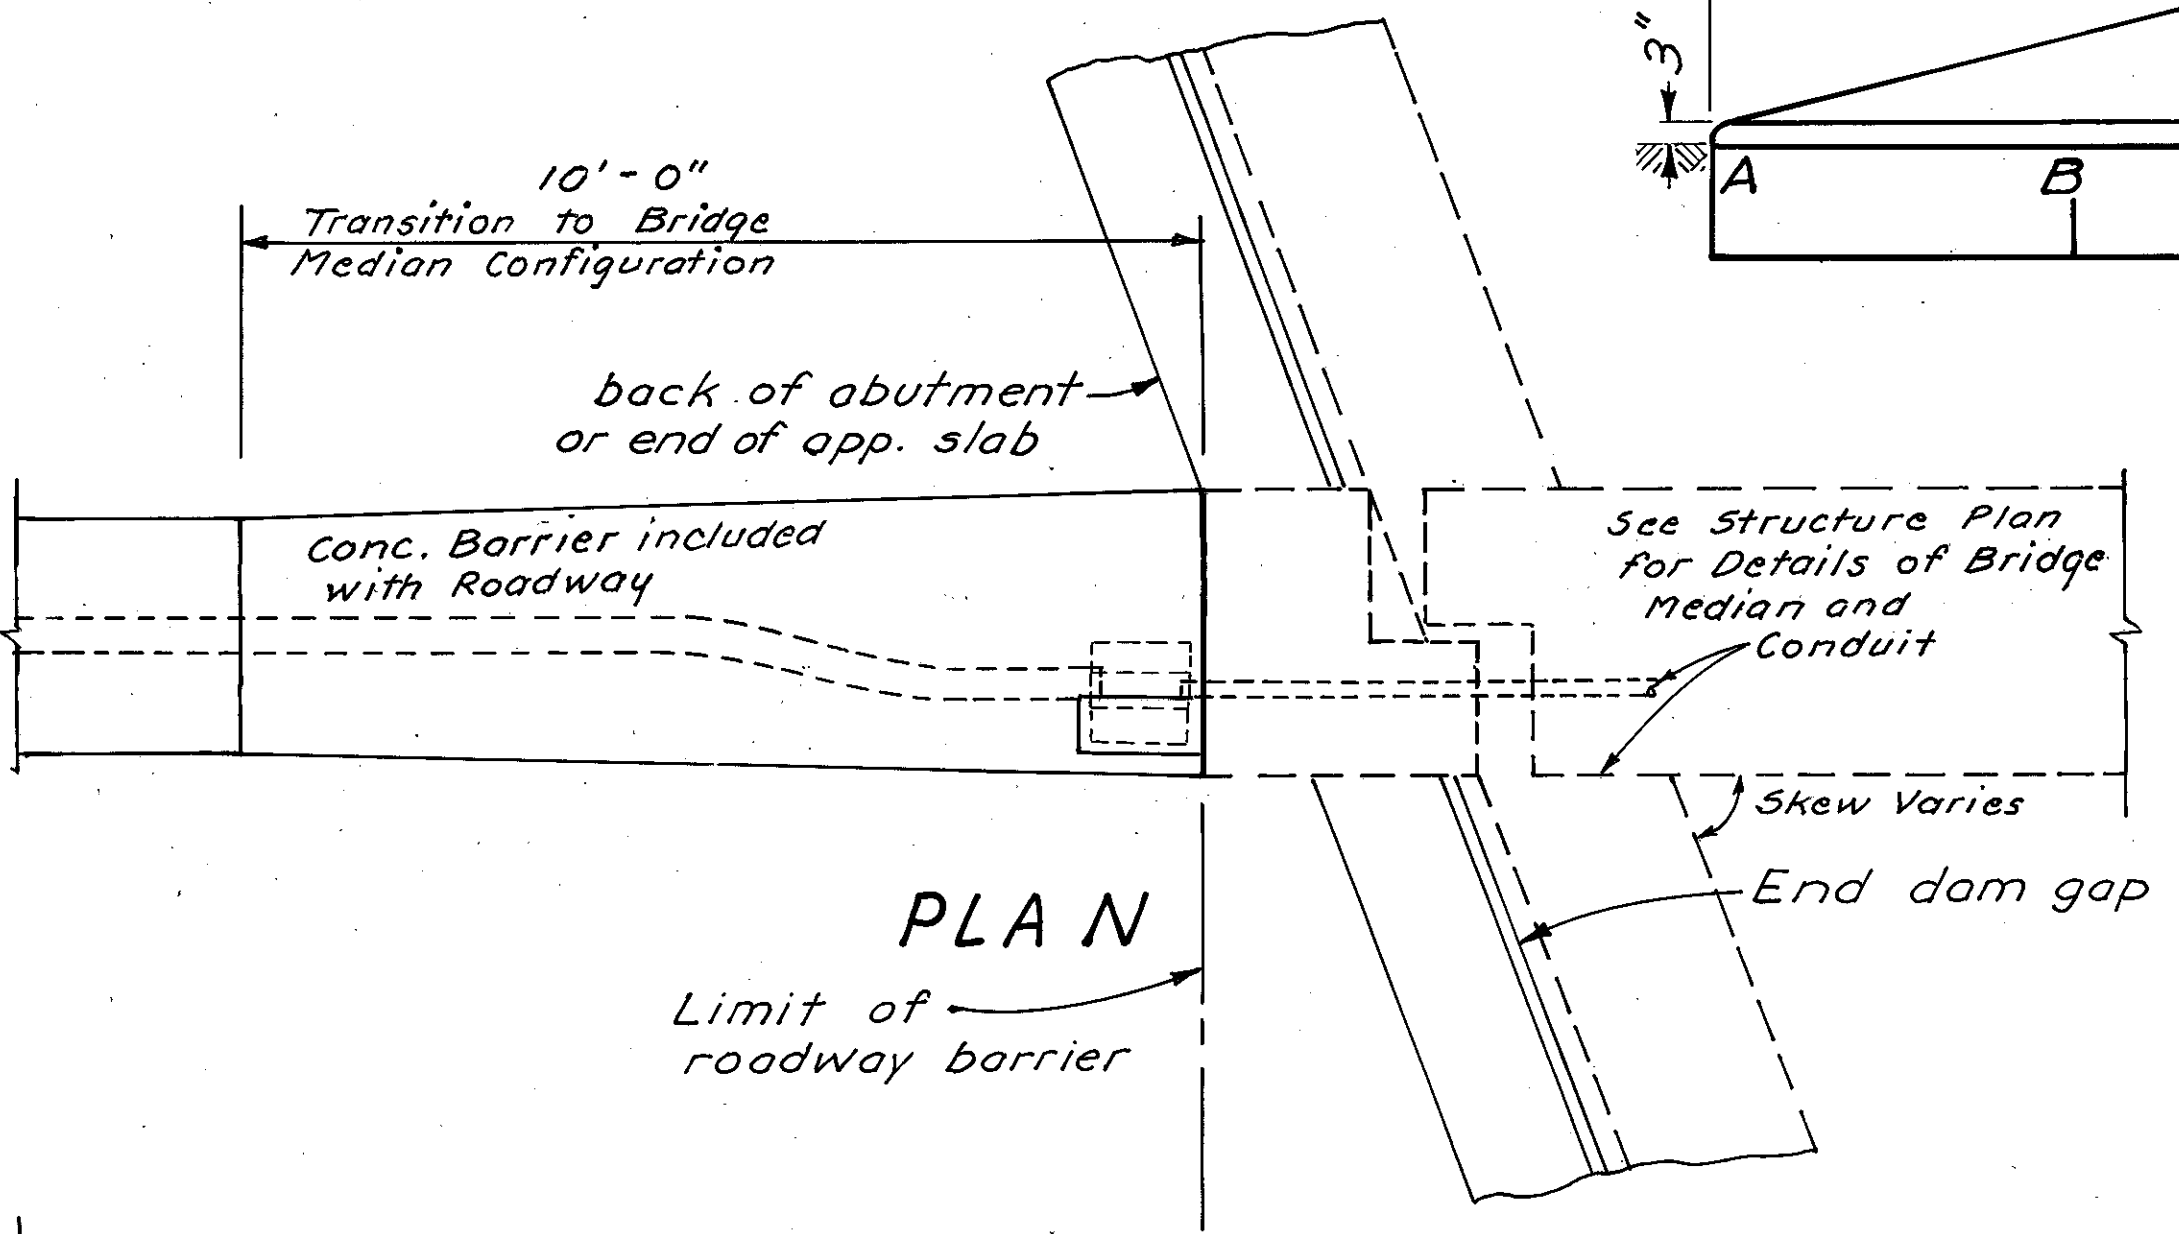 3"
A
B
10'-0"
Transition to Bridge
Median Configuration
back of abutment
or end of app. slab
Conc. Barrier included
with Roadway
See Structure Plan
for Details of Bridge
Median and
Conduit
Skew Varies
End dam gap
PLAN
Limit of
roadway barrier